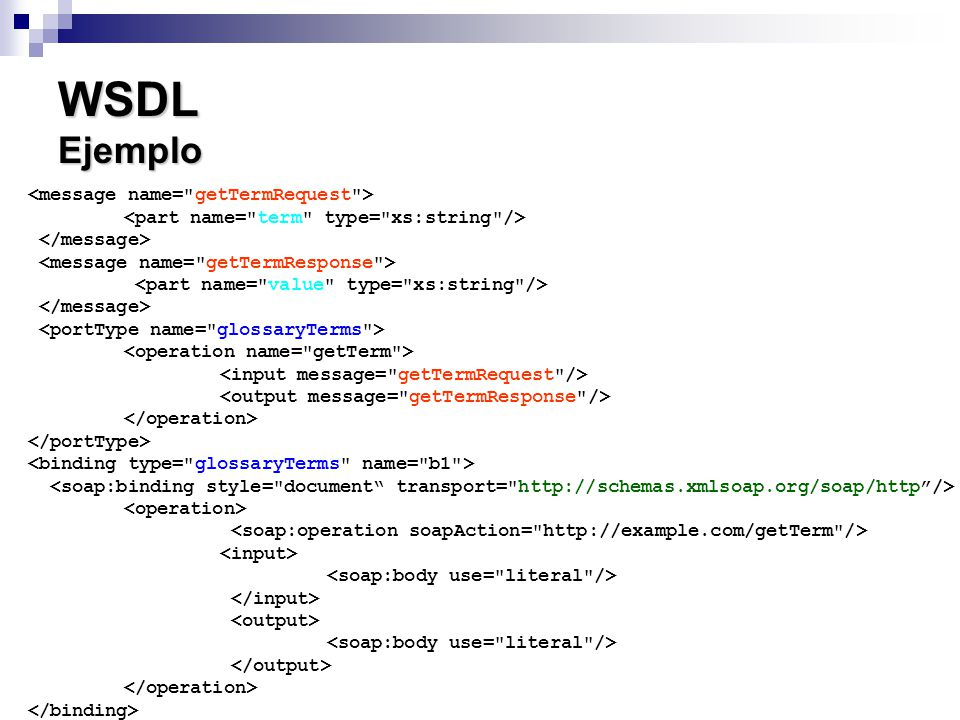 WSDL
Ejemplo
<message name="getTermRequest">
<part name="term" type="xs:string"/>
</message>
<message name="getTermResponse">
<part name="value" type="xs:string"/>
</message>
<portType name="glossaryTerms">
<operation name="getTerm">
<input message="getTermRequest"/>
<output message="getTermResponse"/>
</operation>
</portType>
<binding type="glossaryTerms" name="b1">
<soap:binding style="document“ transport="http://schemas.xmlsoap.org/soap/http”/>
<operation>
<soap:operation soapAction="http://example.com/getTerm"/>
<input>
<soap:body use="literal"/>
</input>
<output>
<soap:body use="literal"/>
</output>
</operation>
</binding>